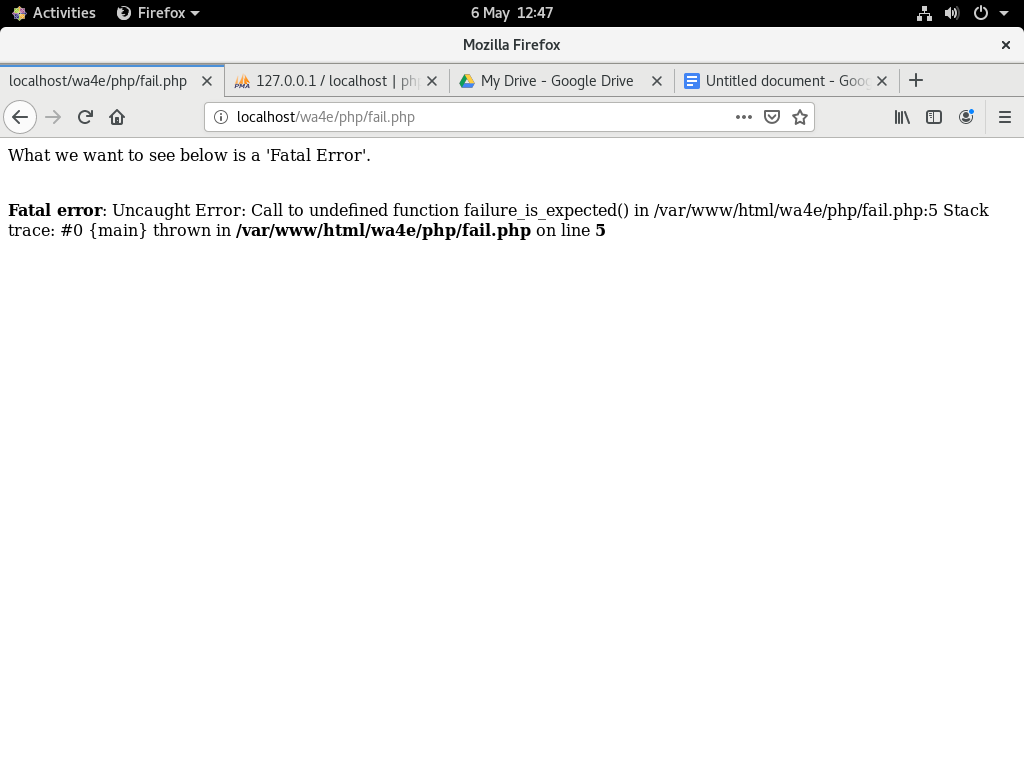 Activities Firefox 6 May 12:47
Mozilla Firefox
localhost/wa4e/php/fail.php 127.0.0.1 / localhost | php My Drive - Google Drive Untitled document - Goog
localhost/wa4e/php/fail.php
What we want to see below is a 'Fatal Error'.
Fatal error: Uncaught Error: Call to undefined function failure_is_expected() in /var/www/html/wa4e/php/fail.php:5 Stack
trace: #0 {main} thrown in /var/www/html/wa4e/php/fail.php on line 5